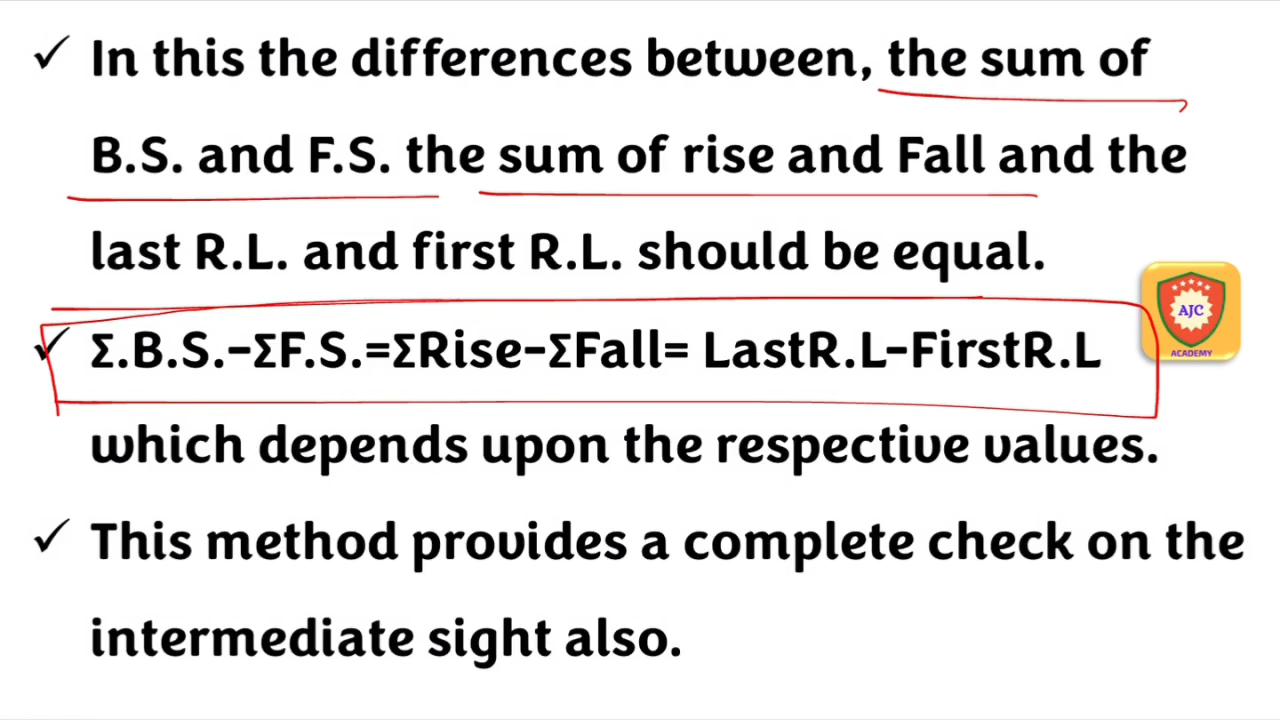 ✓ In this the differences between, the sum of
B.S. and F.S. the sum of rise and Fall and the
last R.L. and first R.L. should be equal.
✓ Σ.B.S.-ΣF.S.=ΣRise-ΣFall= LastR.L-FirstR.L
which depends upon the respective values.
✓ This method provides a complete check on the
intermediate sight also.
AJC
ACADEMY